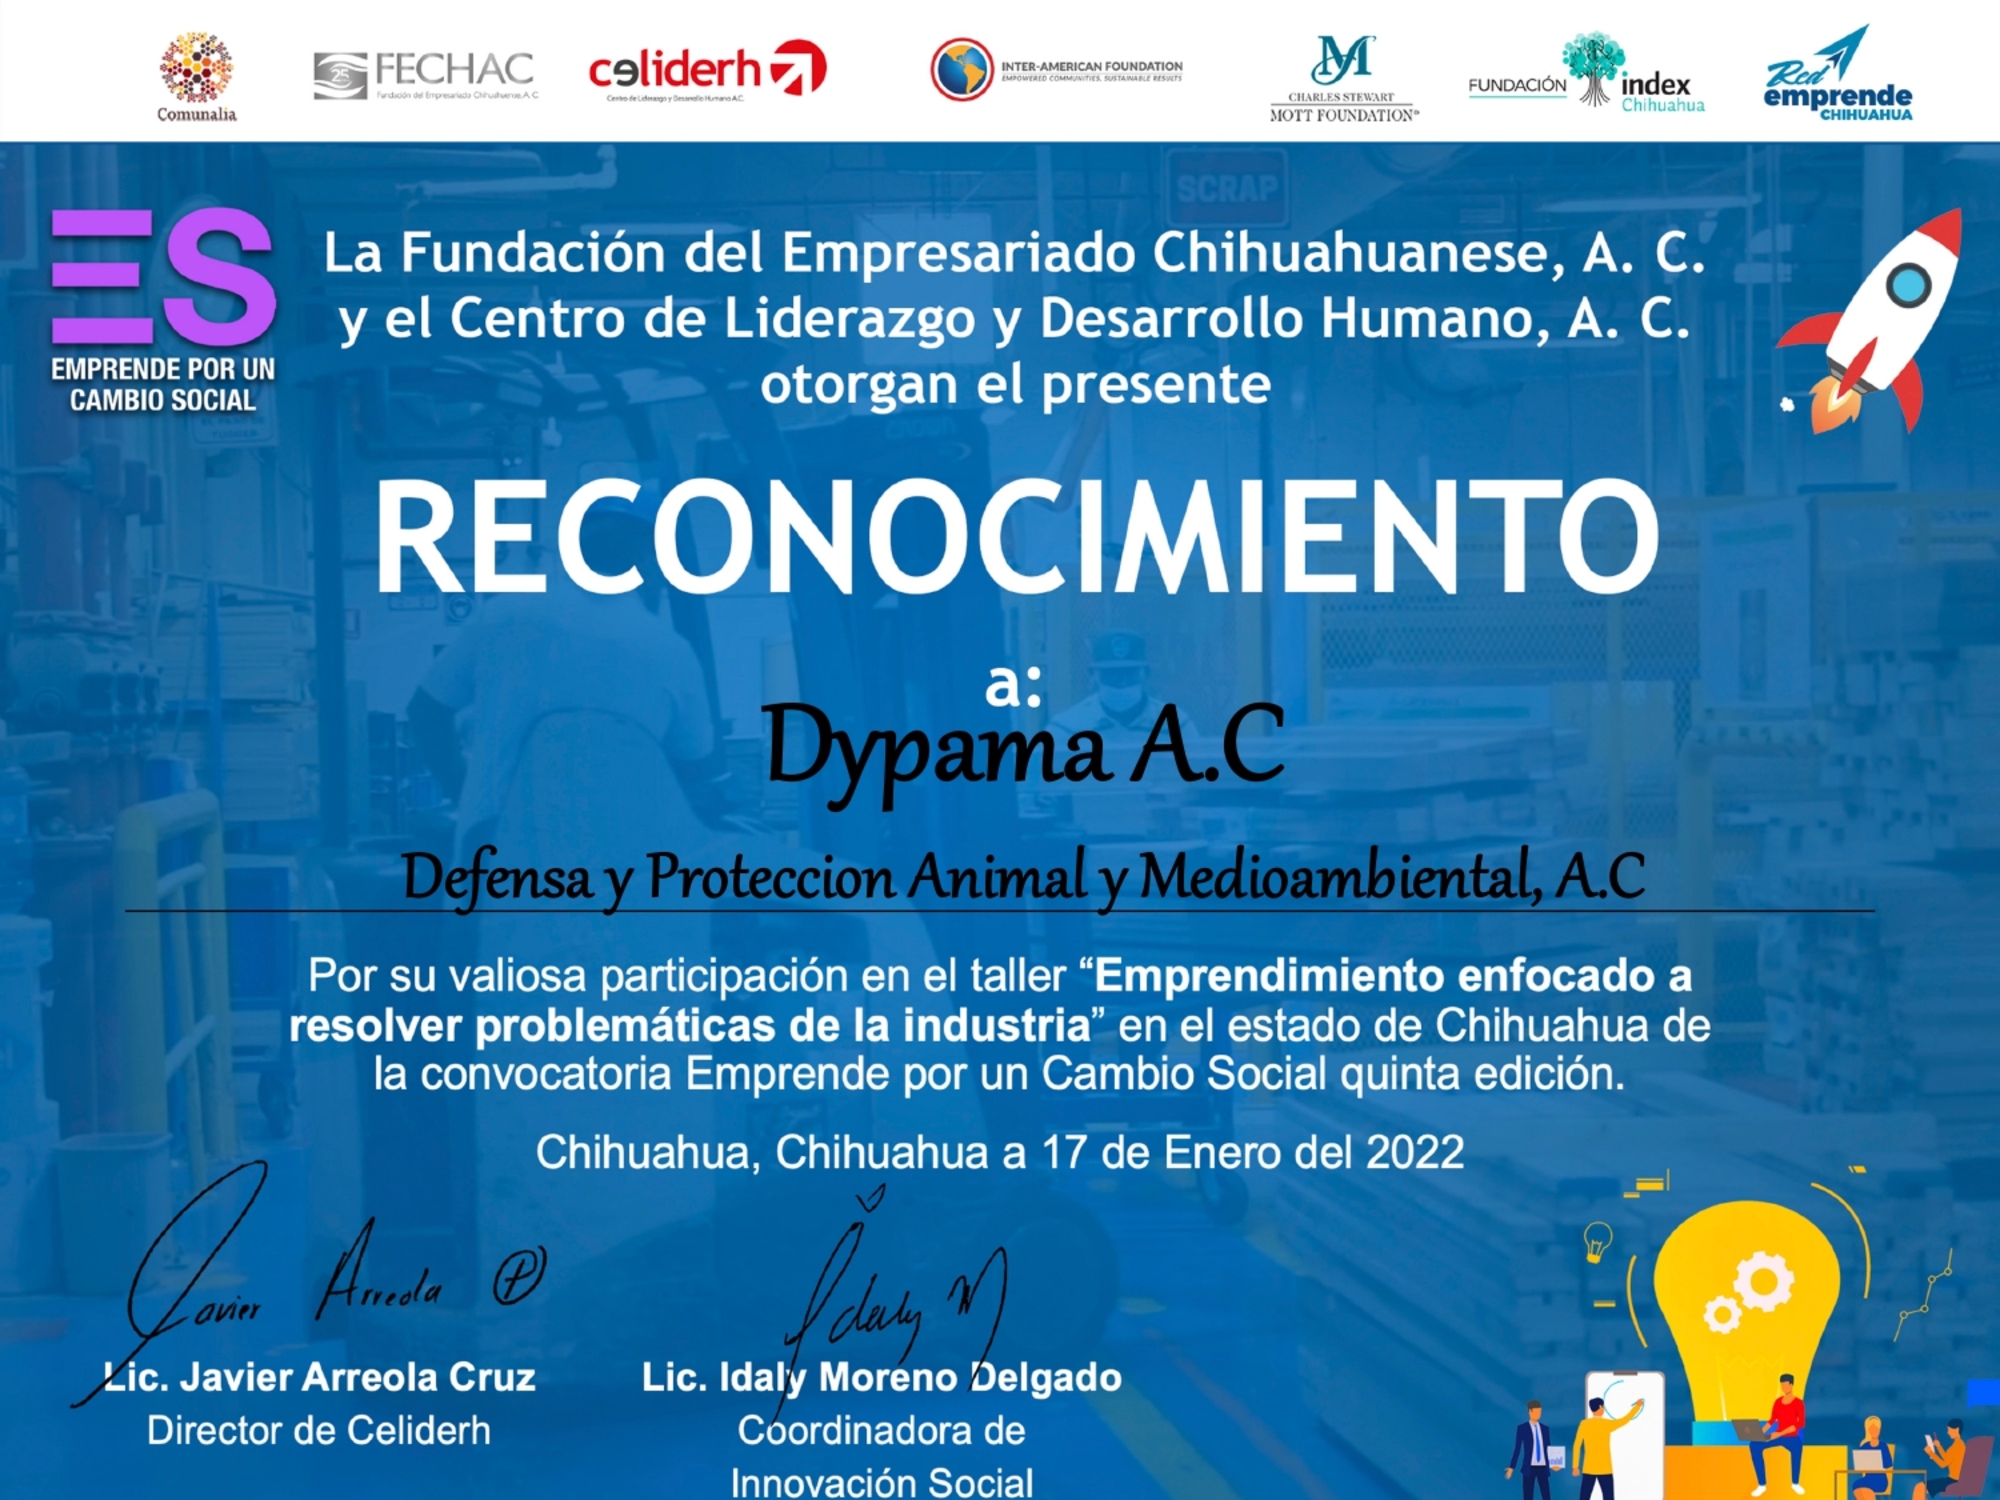 Comunalia
25
FECHAC
Fundación del Empresariado Chihuahuense, A.C.
celiderh
Centro de Liderazgo y Desarrollo Humano A.C.
INTER-AMERICAN FOUNDATION
EMPOWERED COMMUNITIES, SUSTAINABLE RESULTS
CHARLES STEWART
MOTT FOUNDATION®
FUNDACIÓN index
Chihuahua
Red
emprende
CHIHUAHUA
SCRAP
ES
EMPRENDE POR UN
CAMBIO SOCIAL
La Fundación del Empresariado Chihuahuanese, A. C.
y el Centro de Liderazgo y Desarrollo Humano, A. C.
otorgan el presente
RECONOCIMIENTO
a:
Dypama A.C
Defensa y Proteccion Animal y Medioambiental, A.C
Por su valiosa participación en el taller “Emprendimiento enfocado a
resolver problemáticas de la industria” en el estado de Chihuahua de
la convocatoria Emprende por un Cambio Social quinta edición.
Chihuahua, Chihuahua a 17 de Enero del 2022
Javier Arreola P
Idaly M
Lic. Javier Arreola Cruz
Director de Celiderh
Lic. Idaly Moreno Delgado
Coordinadora de
Innovación Social